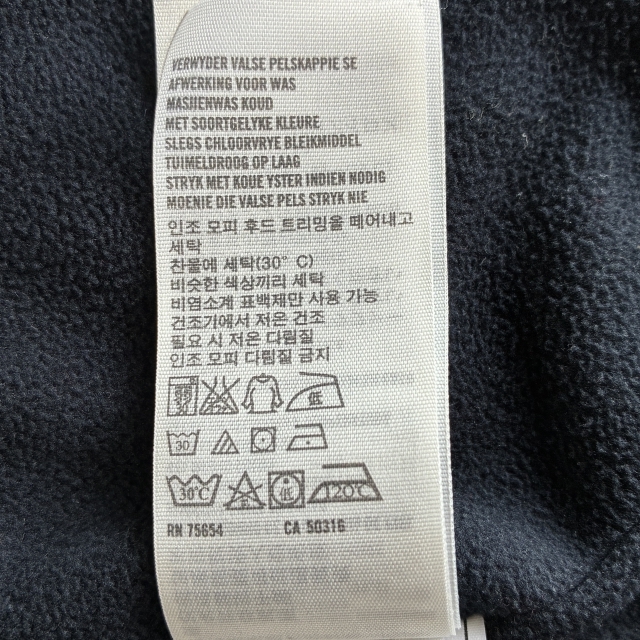 VERWYDER VALSE PELSKAPPIE SE
AFWERKING VOOR WAS
MASJIENWAS KOUD
MET SOORTGELYKE KLEURE
SLEGS CHLOORVRYE BLEIKMIDDEL
TUIMELDROOG OP LAAG
STRYK MET KOUE YSTER INDIEN NODIG
MOENIE DIE VALSE PELS STRYK NIE
인조 모피 후드 트리밍을 떼어내고
세탁
찬물에 세탁(30° C)
비슷한 색상끼리 세탁
비염소계 표백제만 사용 가능
건조기에서 저온 건조
필요 시 저온 다림질
인조 모피 다림질 금지
低
30
30°C 低 120°C
RN 75654 CA 50316